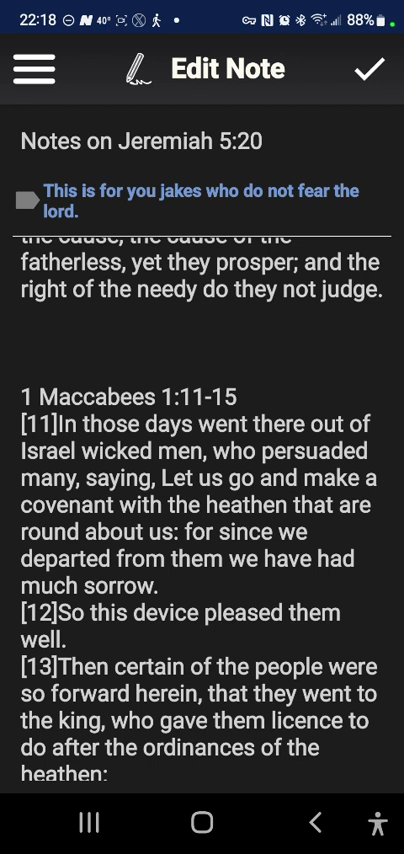 22:18
40°
88%
Edit Note
Notes on Jeremiah 5:20
This is for you jakes who do not fear the
lord.
the cause, the cause of the
fatherless, yet they prosper; and the
right of the needy do they not judge.
1 Maccabees 1:11-15
[11]In those days went there out of
Israel wicked men, who persuaded
many, saying, Let us go and make a
covenant with the heathen that are
round about us: for since we
departed from them we have had
much sorrow.
[12]So this device pleased them
well.
[13]Then certain of the people were
so forward herein, that they went to
the king, who gave them licence to
do after the ordinances of the
heathen: